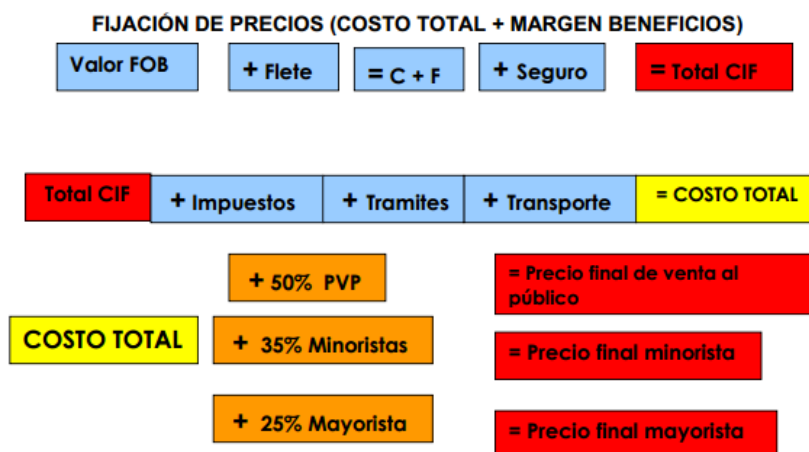 FIJACIÓN DE PRECIOS (COSTO TOTAL + MARGEN BENEFICIOS)
Valor FOB
+ Flete
= C + F
+ Seguro
= Total CIF
Total CIF
+ Impuestos
+ Tramites
+ Transporte
= COSTO TOTAL
+ 50% PVP
= Precio final de venta al
público
COSTO TOTAL
+ 35% Minoristas
= Precio final minorista
+ 25% Mayorista
= Precio final mayorista